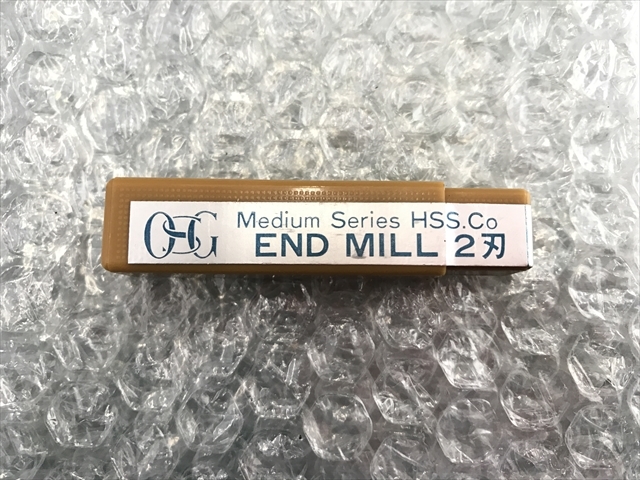 OSG
Medium Series HSS.Co
END MILL 2刃